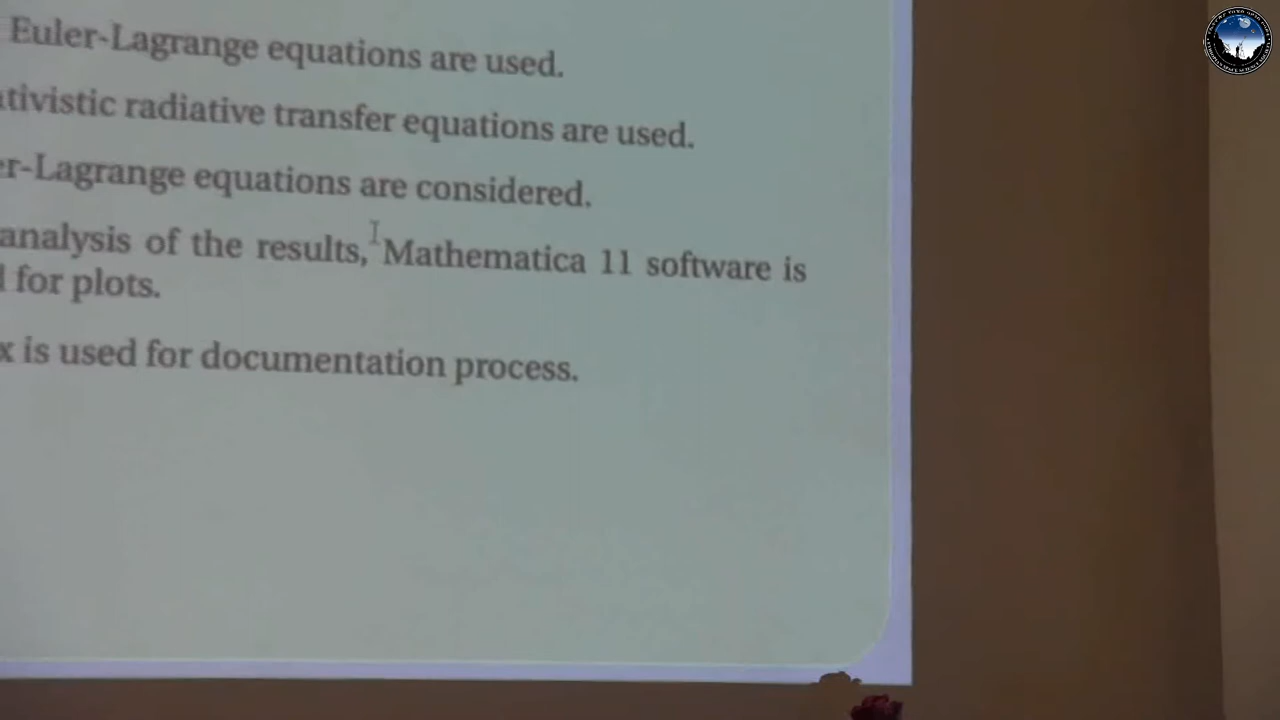 Euler-Lagrange equations are used.
radiative transfer equations are used.
-Lagrange equations are considered.
analysis of the results, Mathematica 11 software is
for plots.
is used for documentation process.